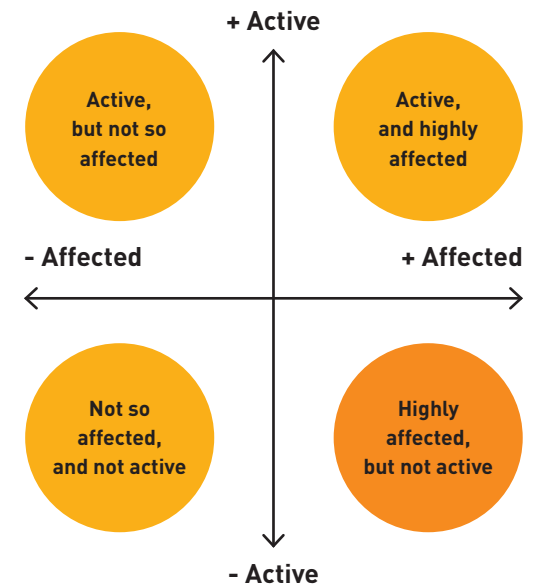 + Active
Active,
but not so
affected
Active,
and highly
affected
- Affected
+ Affected
Not so
affected,
and not active
Highly
affected,
but not active
- Active